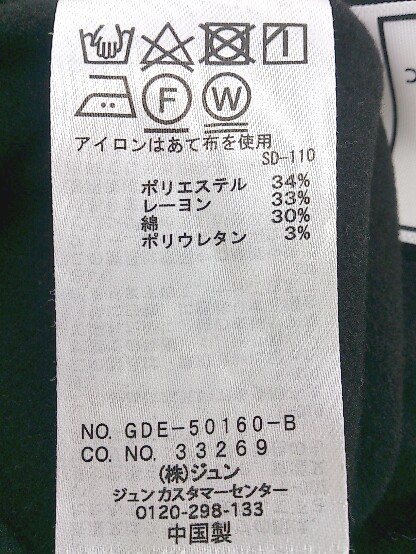 F W
アイロンはあて布を使用
SD-110
ポリエステル 34%
レーヨン 33%
綿 30%
ポリウレタン 3%
NO. GDE-50160-B
CO. NO. 33269
(株)ジュン
ジュン カスタマーセンター
0120-298-133
中国製